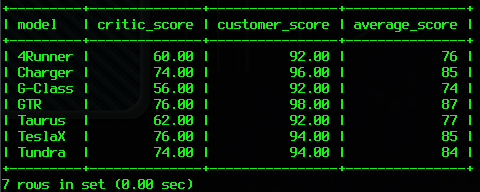 +---------+--------------+----------------+---------------+
| model   | critic_score | customer_score | average_score |
+---------+--------------+----------------+---------------+
| 4Runner |        60.00 |          92.00 |            76 |
| Charger |        74.00 |          96.00 |            85 |
| G-Class |        56.00 |          92.00 |            74 |
| GTR     |        76.00 |          98.00 |            87 |
| Taurus  |        62.00 |          92.00 |            77 |
| TeslaX  |        76.00 |          94.00 |            85 |
| Tundra  |        74.00 |          94.00 |            84 |
+---------+--------------+----------------+---------------+
7 rows in set (0.00 sec)